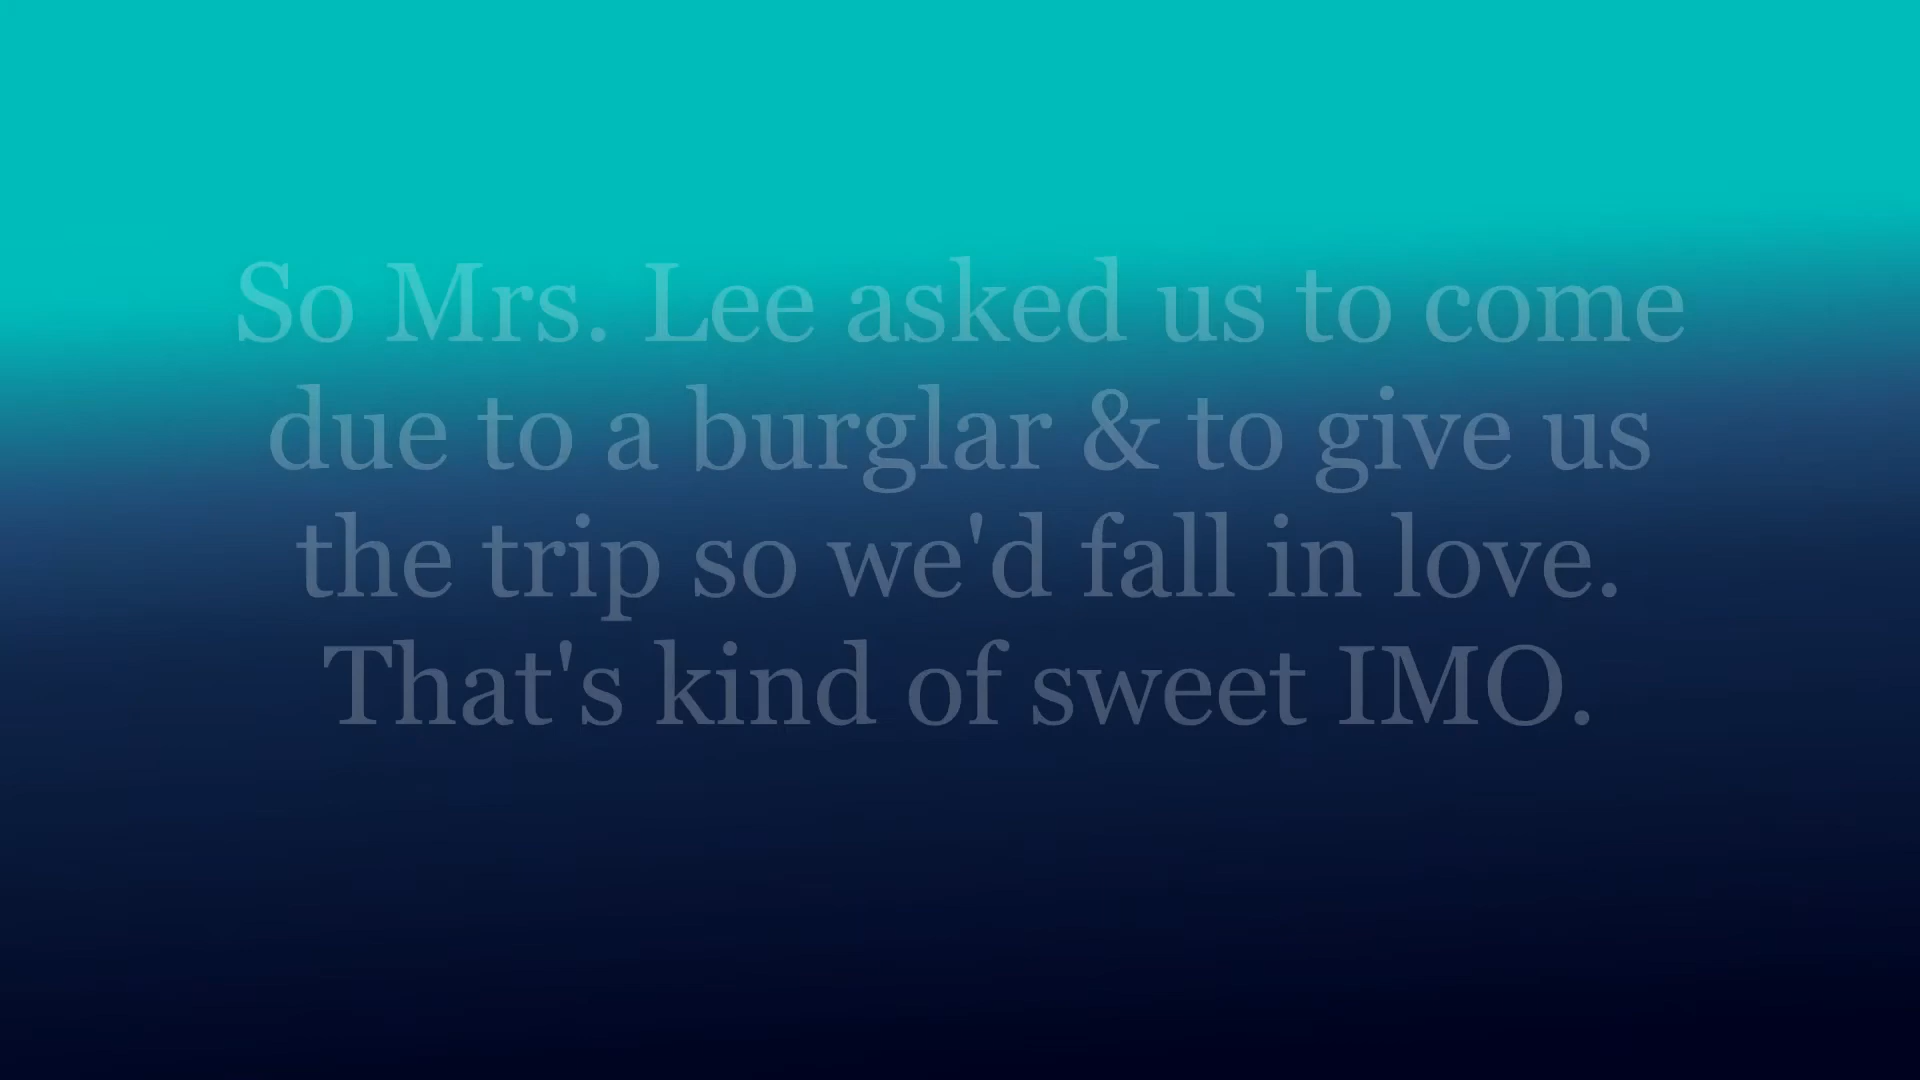 So Mrs. Lee asked us to come
due to a burglar & to give us
the trip so we'd fall in love.
That's kind of sweet IMO.